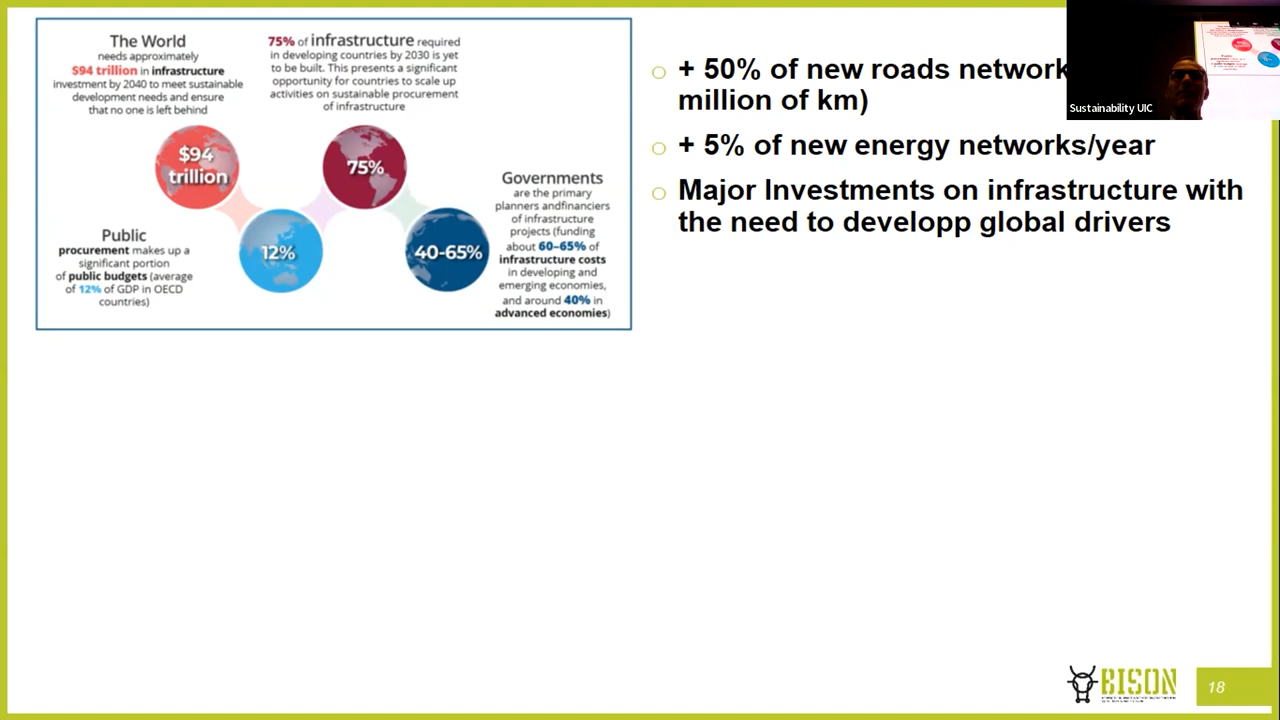 The World
needs approximately
$94 trillion in infrastructure
investment by 2040 to meet sustainable
development needs and ensure
that no one is left behind
75% of infrastructure required
in developing countries by 2030 is yet
to be built. This presents a significant
opportunity for countries to scale up
activities on sustainable procurement
of infrastructure
$94
trillion
75%
12%
40-65%
Public
procurement makes up a
significant portion
of public budgets (average
of 12% of GDP in OECD
countries)
Governments
are the primary
planners andfinanciers
of infrastructure
projects (funding
about 60–65% of
infrastructure costs
in developing and
emerging economies,
and around 40% in
advanced economies)
+ 50% of new roads network
million of km)
+ 5% of new energy networks/year
Major Investments on infrastructure with
the need to developp global drivers
Sustainability UIC
BISON
18